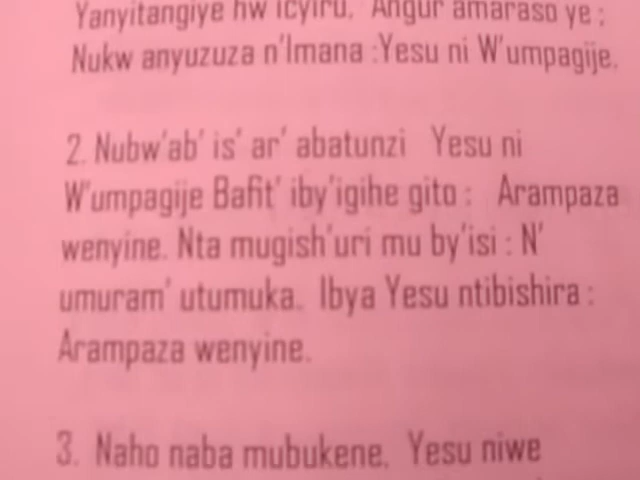 Yanyitangiye hw icyiru. Angur amaraso ye :
Nukw anyuzuza n'Imana :Yesu ni W'umpagije.
2. Nubw'ab' is' ar' abatunzi Yesu ni
W'umpagije Bafit' iby'igihe gito : Arampaza
wenyine. Nta mugish'uri mu by'isi : N'
umuram' utumuka. Ibya Yesu ntibishira :
Arampaza wenyine.
3. Naho naba mubukene. Yesu niwe